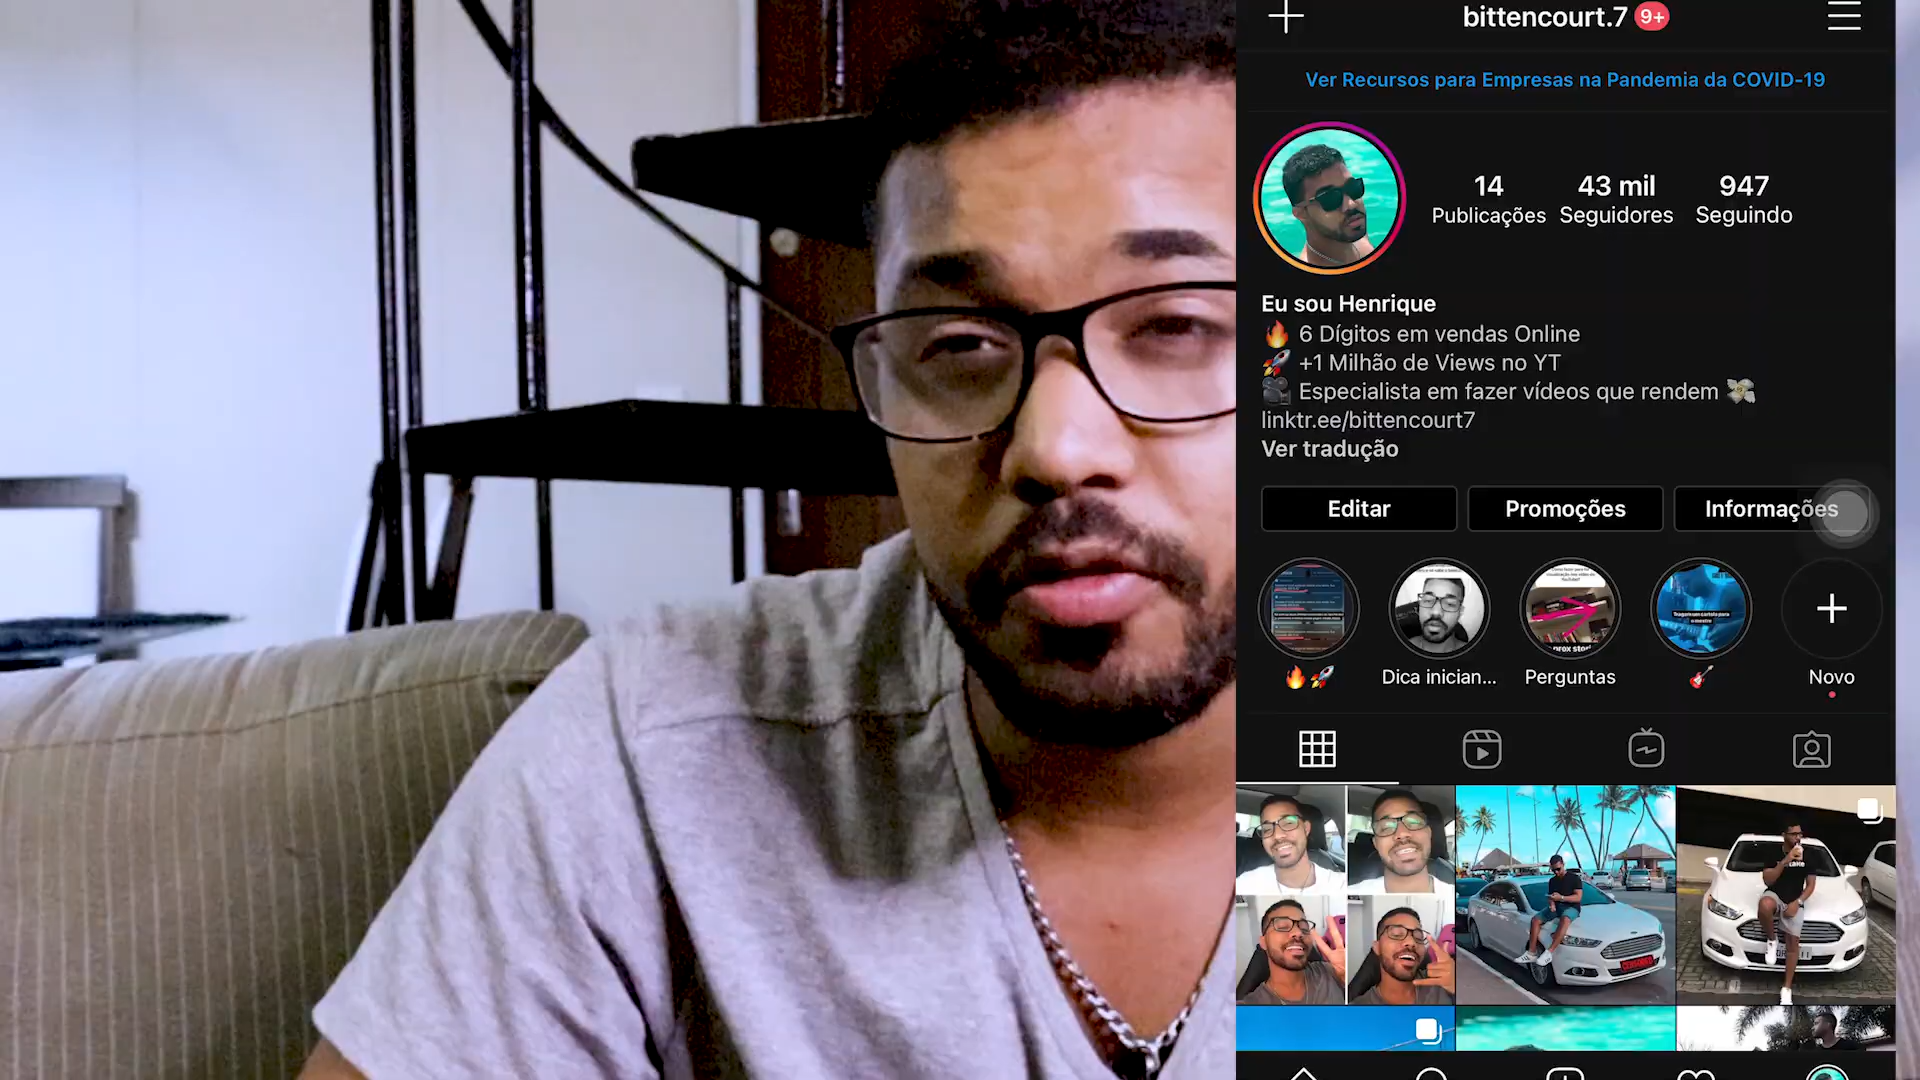 bittencourt.7 9+
Ver Recursos para Empresas na Pandemia da COVID-19
14 43 mil 947
Publicações Seguidores Seguindo
Eu sou Henrique
🔥 6 Dígitos em vendas Online
🚀 +1 Milhão de Views no YT
🎥 Especialista em fazer vídeos que rendem 💸
linktr.ee/bittencourt7
Ver tradução
Editar Promoções Informações
🔥🚀 Dica inician... Perguntas 🎸 Novo